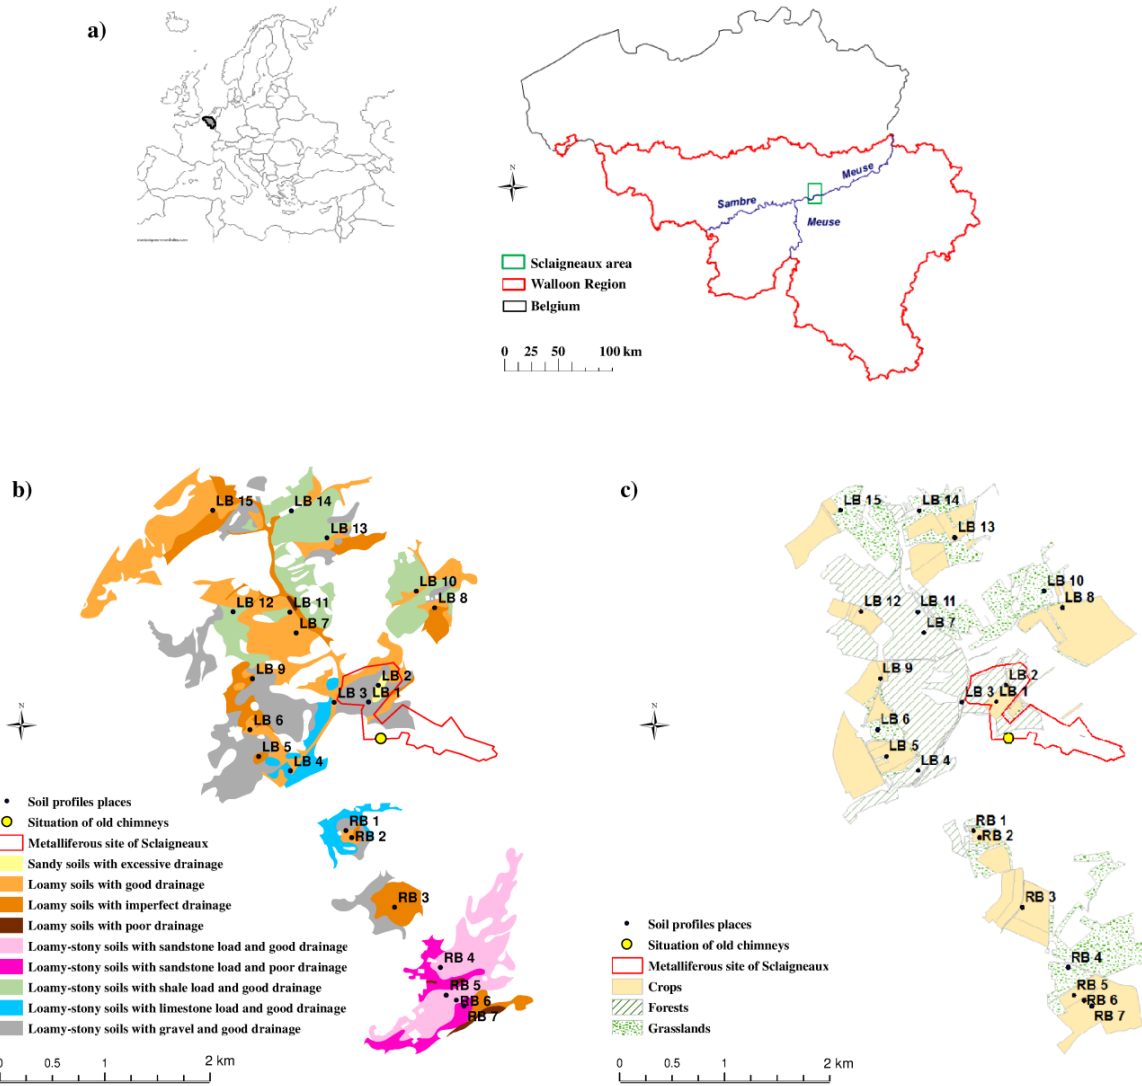 a)
N
Meuse
Sambre
Meuse
Sclaigneaux area
Walloon Region
Belgium
0 25 50 100 km
b)
LB 15
LB 14
LB 13
LB 10
LB 8
LB 12
LB 11
LB 7
LB 9
LB 2
LB 3
LB 1
LB 6
LB 5
LB 4
N
RB 1
RB 2
RB 3
RB 4
RB 5
RB 6
RB 7
Soil profiles places
Situation of old chimneys
Metalliferous site of Sclaigneaux
Sandy soils with excessive drainage
Loamy soils with good drainage
Loamy soils with imperfect drainage
Loamy soils with poor drainage
Loamy-stony soils with sandstone load and good drainage
Loamy-stony soils with sandstone load and poor drainage
Loamy-stony soils with shale load and good drainage
Loamy-stony soils with limestone load and good drainage
Loamy-stony soils with gravel and good drainage
0 0.5 1 2 km
c)
LB 15
LB 14
LB 13
LB 10
LB 8
LB 12
LB 11
LB 7
LB 9
LB 2
LB 3
LB 1
LB 6
LB 5
LB 4
N
RB 1
RB 2
RB 3
RB 4
RB 5
RB 6
RB 7
Soil profiles places
Situation of old chimneys
Metalliferous site of Sclaigneaux
Crops
Forests
Grasslands
0 0.5 1 2 km